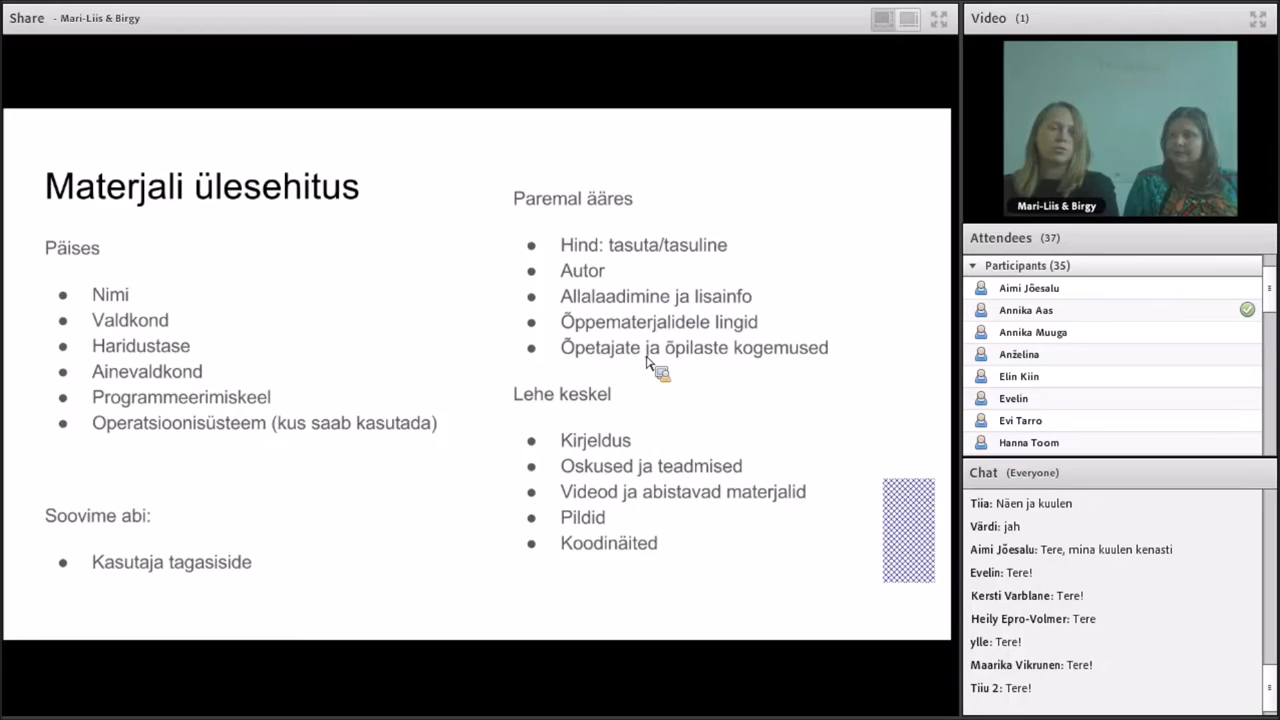 Share - Mari-Liis & Birgy
Materjali ülesehitus
Päises
Nimi
Valdkond
Haridustase
Ainevaldkond
Programmeerimiskeel
Operatsioonisüsteem (kus saab kasutada)
Soovime abi:
Kasutaja tagasiside
Paremal ääres
Hind: tasuta/tasuline
Autor
Allalaadimine ja lisainfo
Õppematerjalidele lingid
Õpetajate ja õpilaste kogemused
Lehe keskel
Kirjeldus
Oskused ja teadmised
Videod ja abistavad materjalid
Pildid
Koodinäited
Video (1)
Mari-Liis & Birgy
Attendees (37)
Participants (35)
Aimi Jõesalu
Annika Aas
Annika Muuga
Anželina
Elin Kiin
Evelin
Evi Tarro
Hanna Toom
Chat (Everyone)
Tiia: Näen ja kuulen
Värdi: jah
Aimi Jõesalu: Tere, mina kuulen kenasti
Evelin: Tere!
Kersti Varblane: Tere!
Heily Epro-Volmer: Tere
ylle: Tere!
Maarika Vikrunen: Tere!
Tiiu 2: Tere!